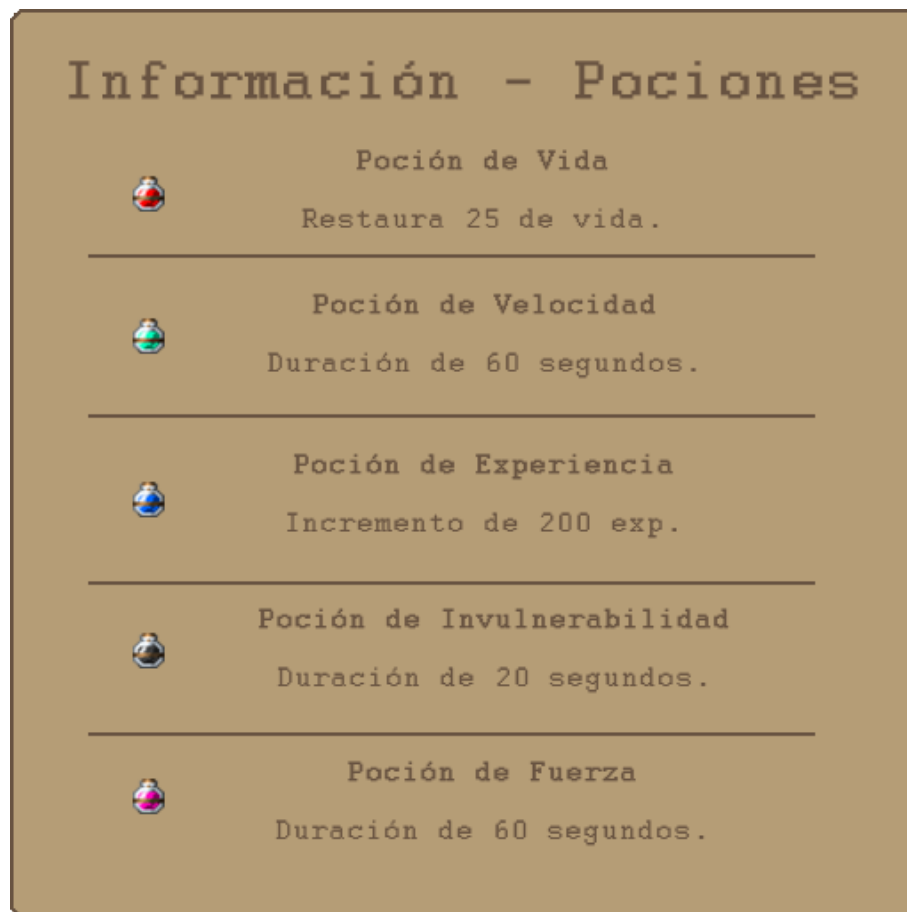 Información - Pociones
Poción de Vida
Restaura 25 de vida.
Poción de Velocidad
Duración de 60 segundos.
Poción de Experiencia
Incremento de 200 exp.
Poción de Invulnerabilidad
Duración de 20 segundos.
Poción de Fuerza
Duración de 60 segundos.